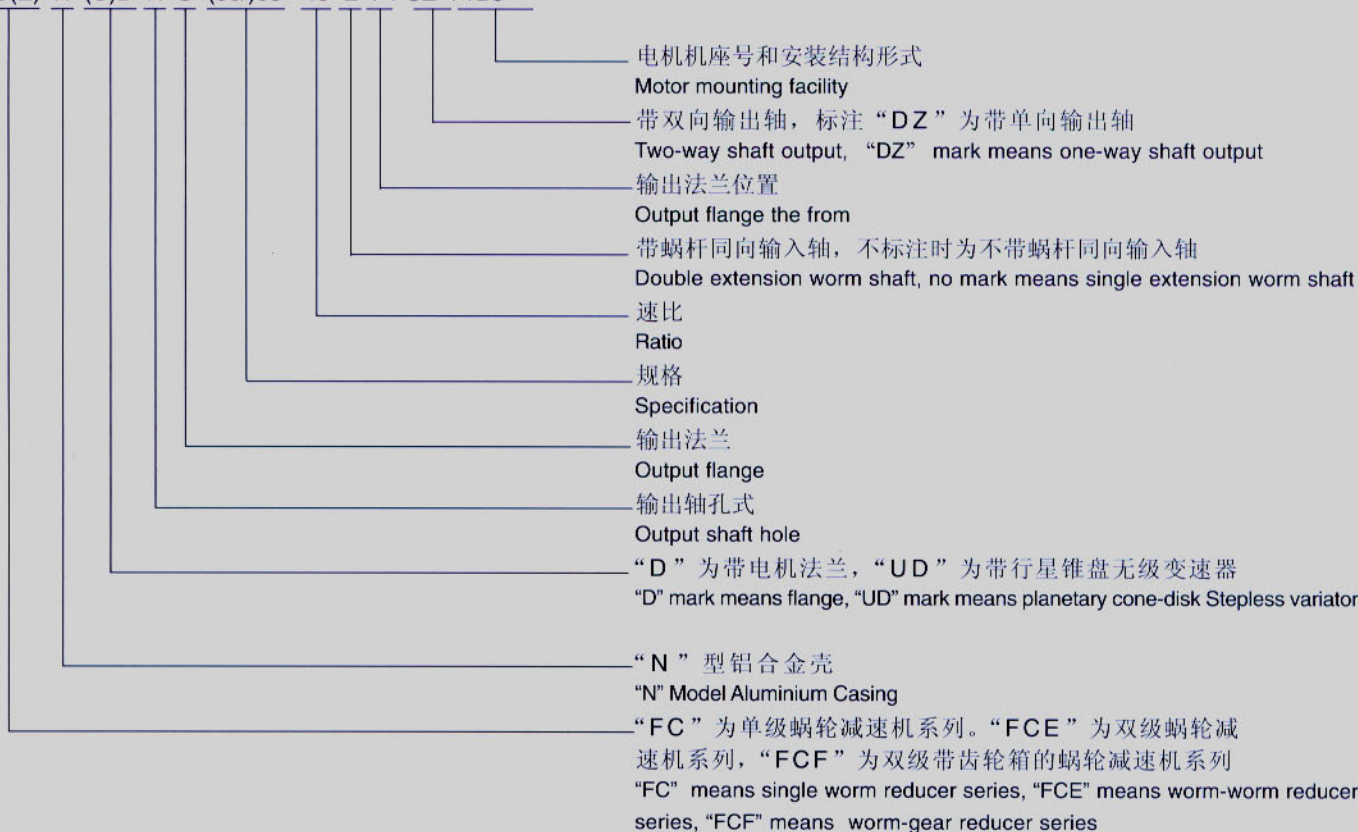 电机机座号和安装结构形式
Motor mounting facility
带双向输出轴，标注“DZ”为带单向输出轴
Two-way shaft output, “DZ” mark means one-way shaft output
输出法兰位置
Output flange the from
带蜗杆同向输入轴，不标注时为不带蜗杆同向输入轴
Double extension worm shaft, no mark means single extension worm shaft
速比
Ratio
规格
Specification
输出法兰
Output flange
输出轴孔式
Output shaft hole
“D”为带电机法兰，“UD”为带行星锥盘无级变速器
“D” mark means flange, “UD” mark means planetary cone-disk Stepless variator
“N”型铝合金壳
“N” Model Aluminium Casing
“FC”为单级蜗轮减速机系列。“FCE”为双级蜗轮减
速机系列，“FCF”为双级带齿轮箱的蜗轮减速机系列
“FC” means single worm reducer series, “FCE” means worm-worm reducer
series, “FCF” means worm-gear reducer series